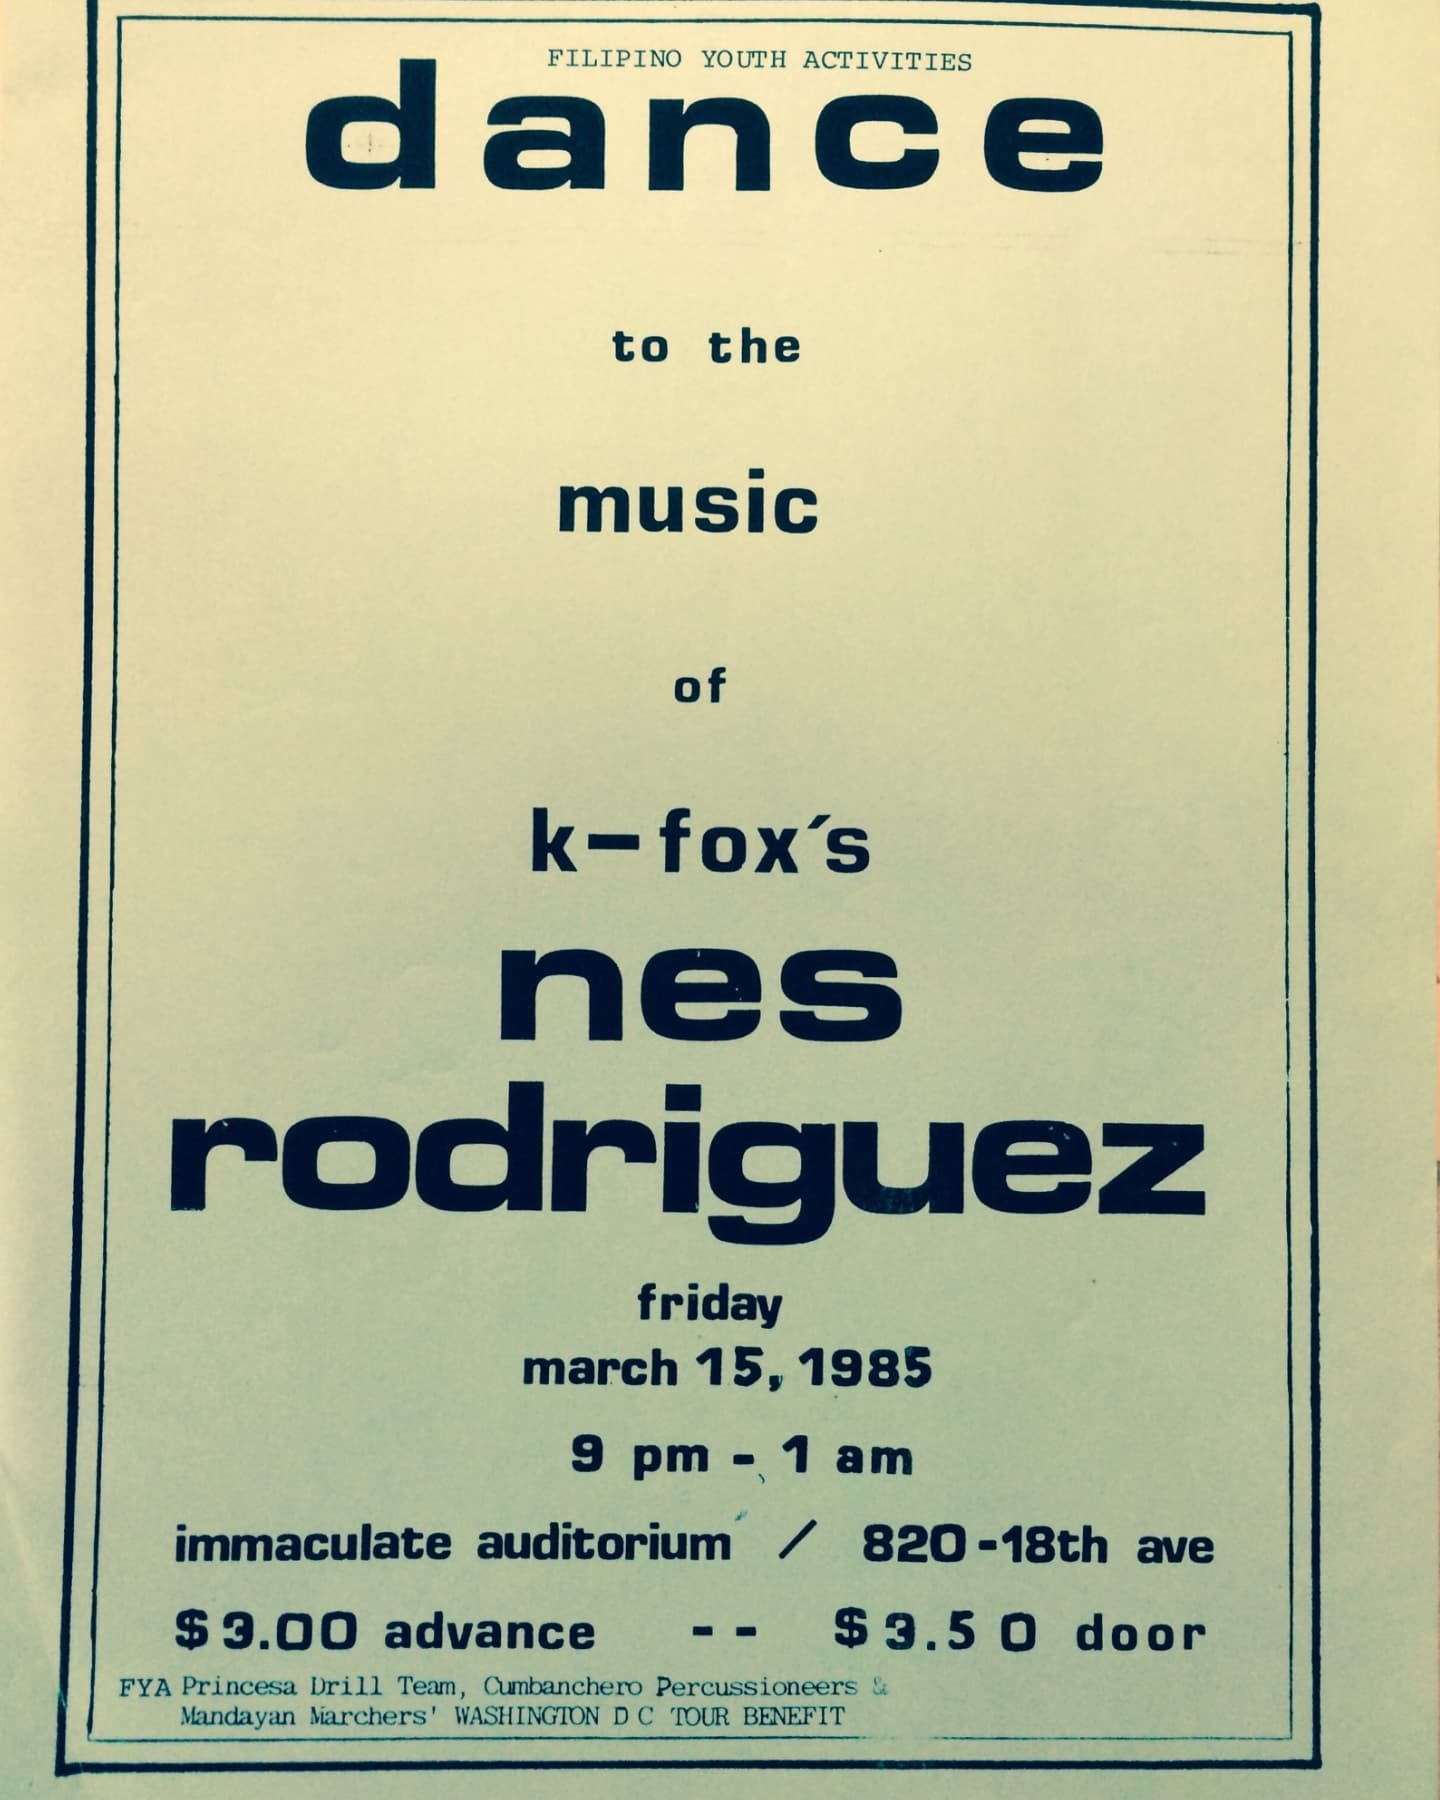 FILIPINO YOUTH ACTIVITIES
dance
to the
music
of
k-fox's
nes
rodriguez
friday
march 15, 1985
9 pm - 1 am
immaculate auditorium / 820-18th ave
$3.00 advance -- $3.50 door
FYA Princesa Drill Team, Cumbanchero Percussioneers &
Mandayan Marchers' WASHINGTON D C TOUR BENEFIT